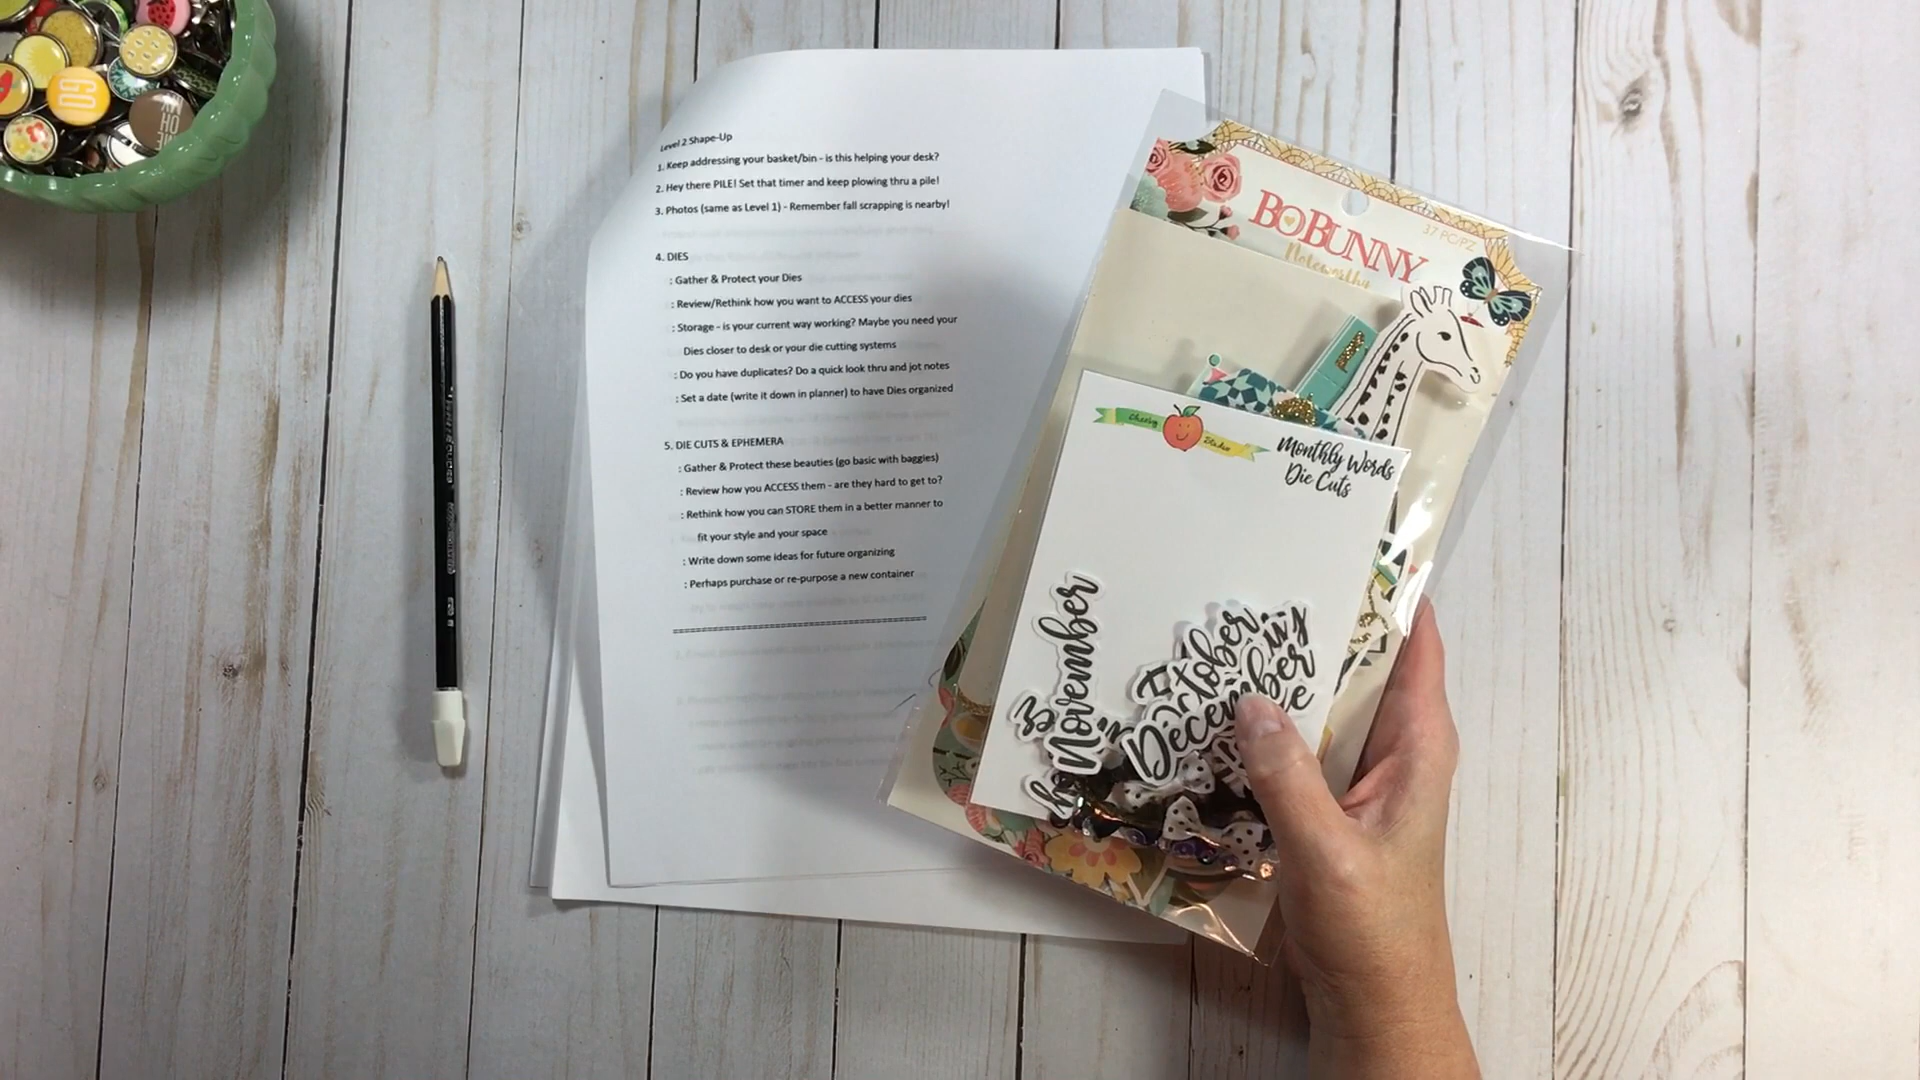 GO
Level 2 Shape-Up
1. Keep addressing your basket/bin - is this helping your desk?
2. Hey there PILE! Set that timer and keep plowing thru a pile!
3. Photos (same as Level 1) - Remember fall scrapping is nearby!
4. DIES
: Gather & Protect your Dies
: Review/Rethink how you want to ACCESS your dies
: Storage - is your current way working? Maybe you need your
Dies closer to desk or your die cutting systems
: Do you have duplicates? Do a quick look thru and jot notes
: Set a date (write it down in planner) to have Dies organized
5. DIE CUTS & EPHEMERA
: Gather & Protect these beauties (go basic with baggies)
: Review how you ACCESS them - are they hard to get to?
: Rethink how you can STORE them in a better manner to
fit your style and your space
: Write down some ideas for future organizing
: Perhaps purchase or re-purpose a new container
==========================================
BOBUNNY
Noteworthy
37 PC/PZ
Monthly Words
Die Cuts
November
October
December